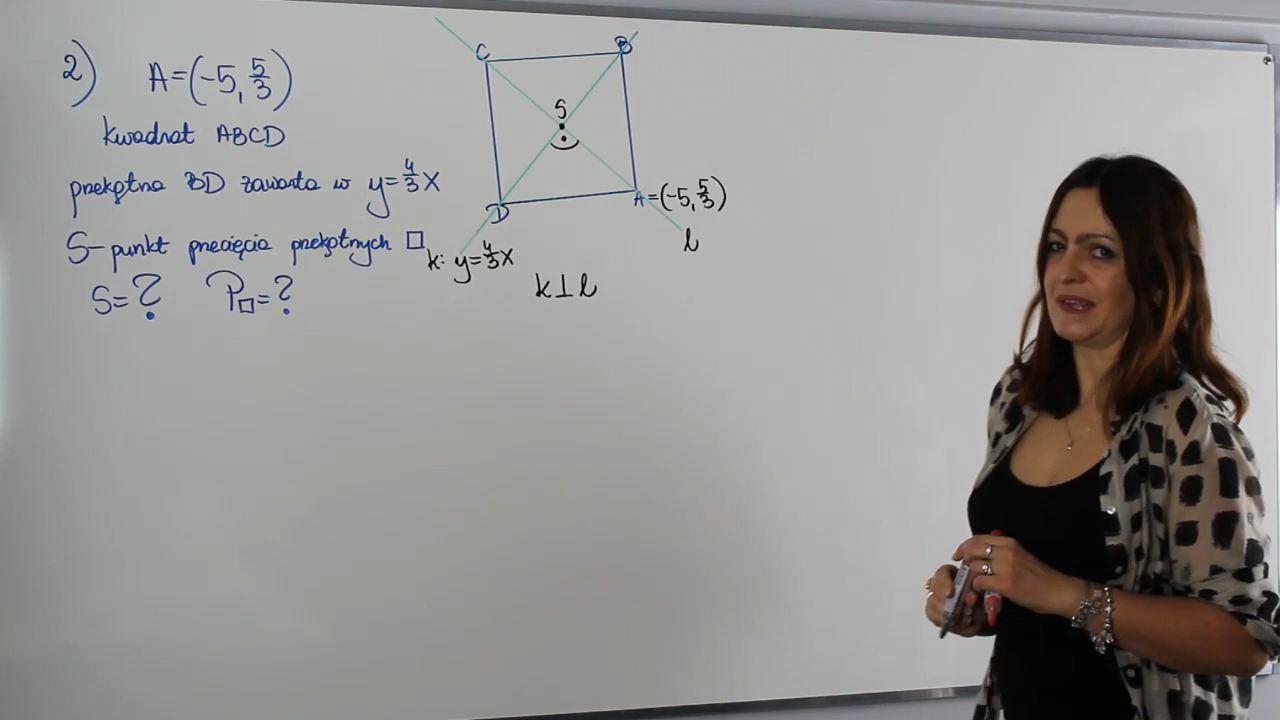 2) A=(-5, 5/3)
kwadrat ABCD
przekątna BD zawarta w y=4/3x
S-punkt przecięcia przekątnych □
S=? P□=?
C
B
S
D
A=(-5, 5/3)
l
k: y=4/3x
k⊥l